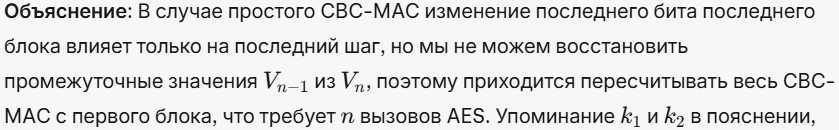 Объяснение: В случае простого CBC-MAC изменение последнего бита последнего
блока влияет только на последний шаг, но мы не можем восстановить
промежуточные значения V_{n−1} из V_n, поэтому приходится пересчитывать весь CBC-
MAC с первого блока, что требует n вызовов AES. Упоминание k_1 и k_2 в пояснении,